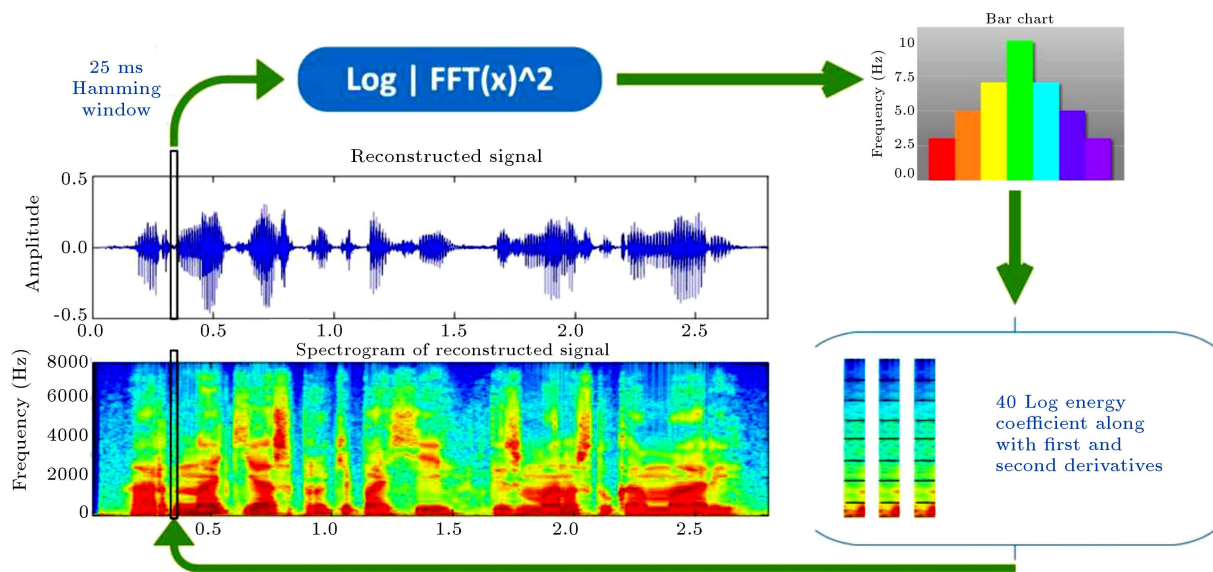 25 ms
Hamming
window
Log | FFT(x)^2
Bar chart
Frequency (Hz)
10
7.5
5.0
2.5
0.0
Reconstructed signal
Amplitude
0.5
0.0
-0.5
0.0 0.5 1.0 1.5 2.0 2.5
Spectrogram of reconstructed signal
Frequency (Hz)
8000
6000
4000
2000
0
0.5 1.0 1.5 2.0 2.5
40 Log energy
coefficient along
with first and
second derivatives